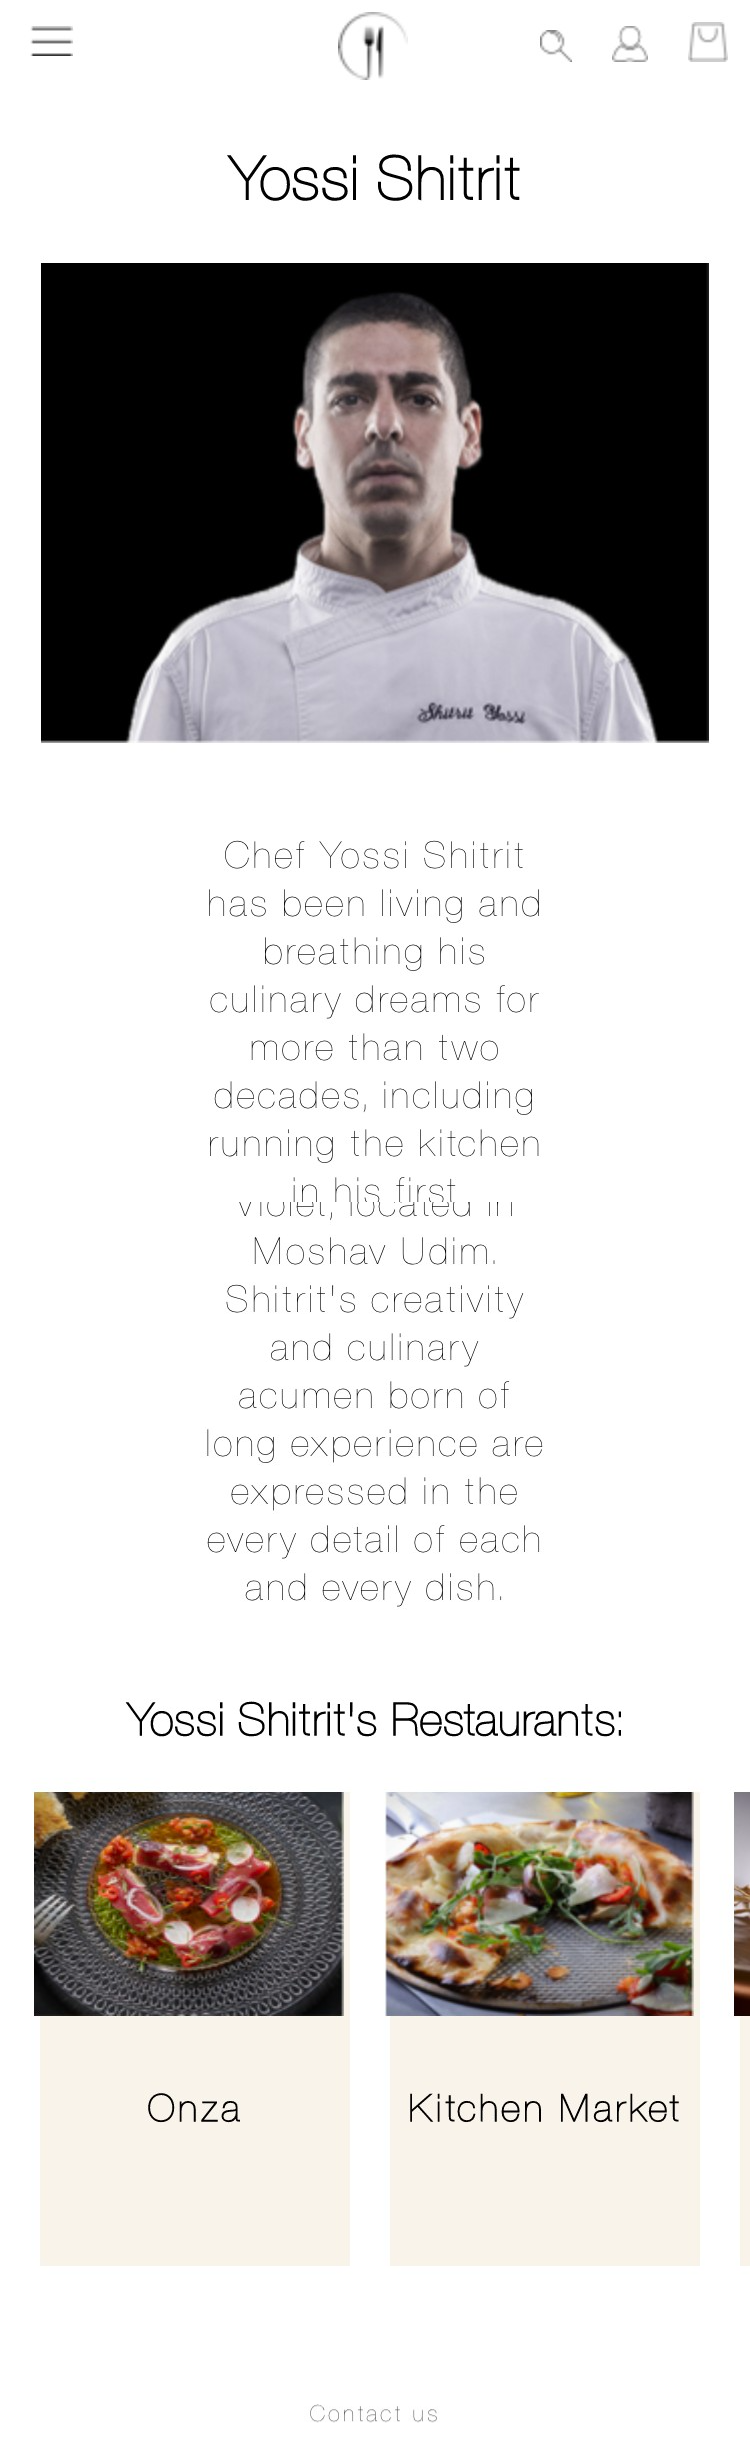 Yossi Shitrit
Shitrit Yossi
Chef Yossi Shitrit
has been living and
breathing his
culinary dreams for
more than two
decades, including
running the kitchen
in his first
Violet, located in
Moshav Udim.
Shitrit's creativity
and culinary
acumen born of
long experience are
expressed in the
every detail of each
and every dish.
Yossi Shitrit's Restaurants:
Onza
Kitchen Market
Contact us